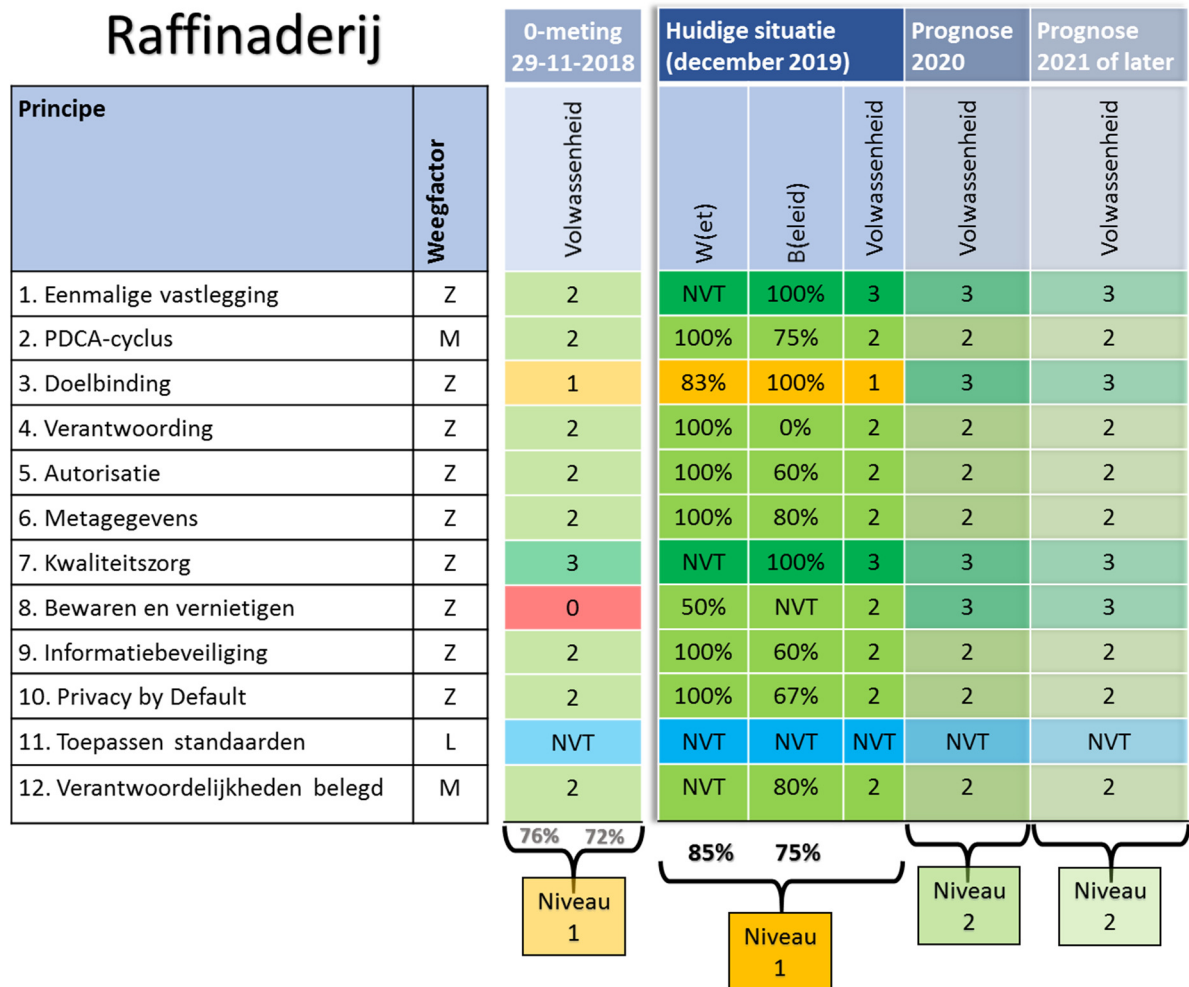 Raffinaderij
0-meting
29-11-2018
Huidige situatie
(december 2019)
Prognose
2020
Prognose
2021 of later
Principe
Weegfactor
Volwassenheid
W(et)
B(eleid)
Volwassenheid
Volwassenheid
Volwassenheid
1. Eenmalige vastlegging Z 2 NVT 100% 3 3 3
2. PDCA-cyclus M 2 100% 75% 2 2 2
3. Doelbinding Z 1 83% 100% 1 3 3
4. Verantwoording Z 2 100% 0% 2 2 2
5. Autorisatie Z 2 100% 60% 2 2 2
6. Metagegevens Z 2 100% 80% 2 2 2
7. Kwaliteitszorg Z 3 NVT 100% 3 3 3
8. Bewaren en vernietigen Z 0 50% NVT 2 3 3
9. Informatiebeveiliging Z 2 100% 60% 2 2 2
10. Privacy by Default Z 2 100% 67% 2 2 2
11. Toepassen standaarden L NVT NVT NVT NVT NVT NVT
12. Verantwoordelijkheden belegd M 2 NVT 80% 2 2 2
76% 72% 85% 75%
Niveau
1
Niveau
1
Niveau
2
Niveau
2